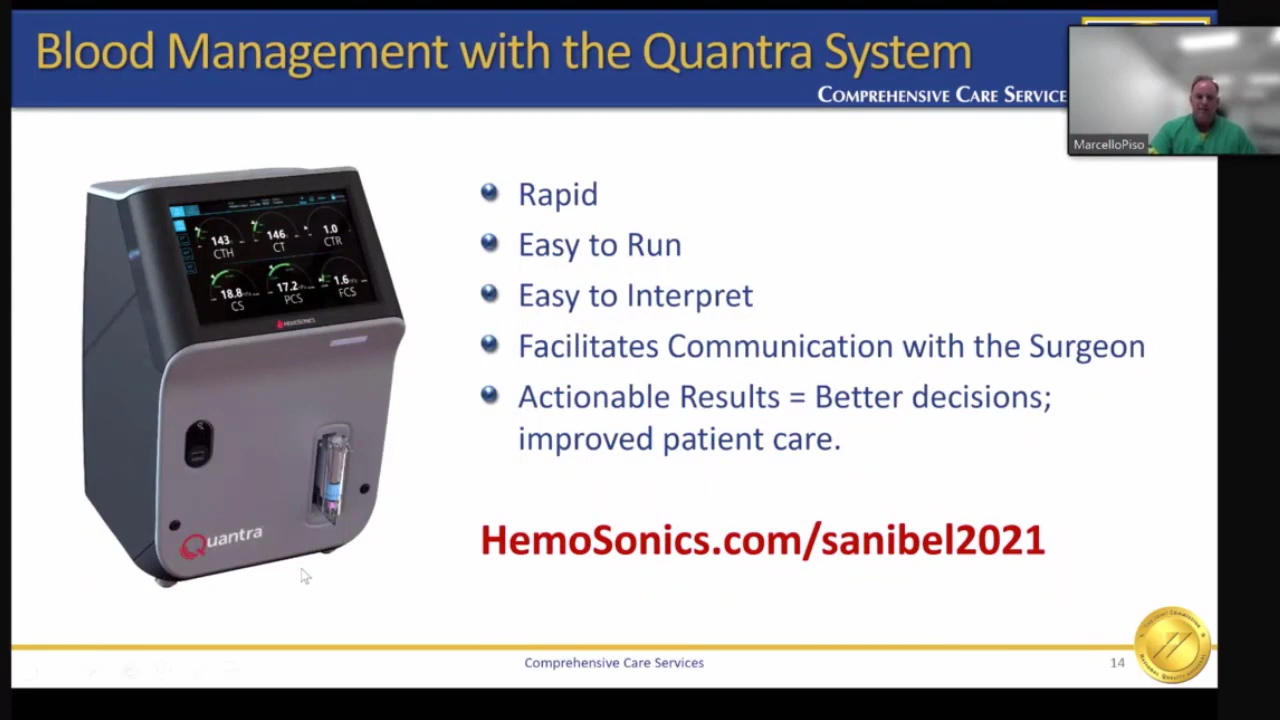 Blood Management with the Quantra System
COMPREHENSIVE CARE SERVICE
MarcelloPiso
143
CTH
146
CT
1.0
CTR
18.8
CS
17.2
PCS
1.6
FCS
HEMOSONICS
Quantra
Rapid
Easy to Run
Easy to Interpret
Facilitates Communication with the Surgeon
Actionable Results = Better decisions;
improved patient care.
HemoSonics.com/sanibel2021
Comprehensive Care Services
14